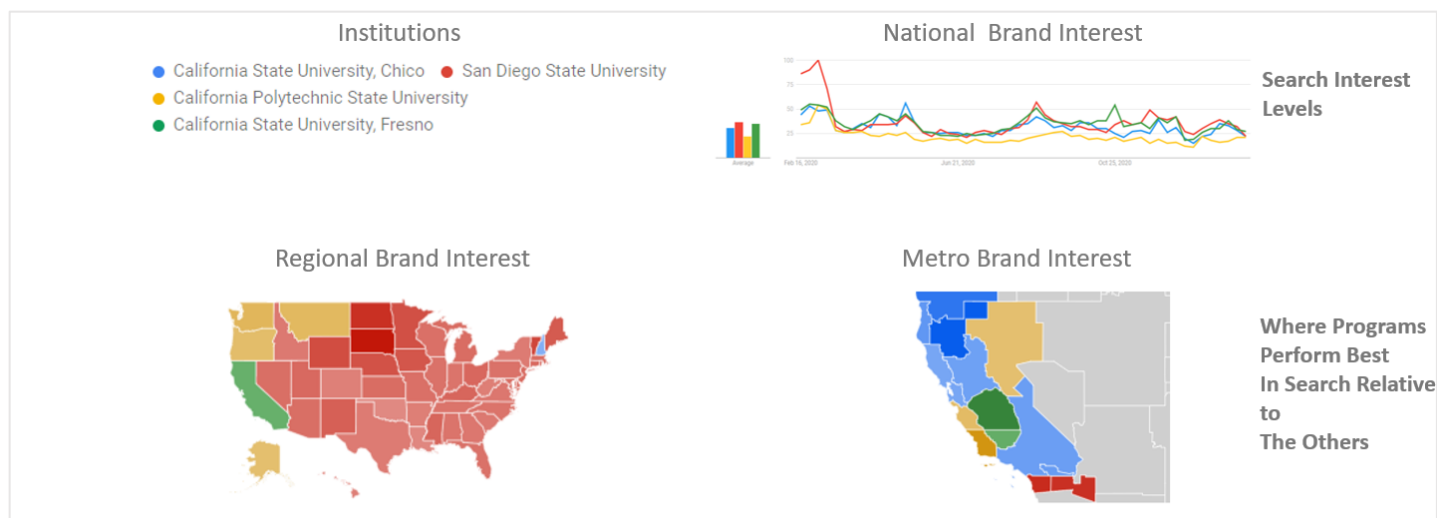 Institutions
California State University, Chico
San Diego State University
California Polytechnic State University
California State University, Fresno
National Brand Interest
100
75
50
25
Average
Feb 16, 2020
Jun 21, 2020
Oct 25, 2020
Search Interest
Levels
Regional Brand Interest
Metro Brand Interest
Where Programs
Perform Best
In Search Relative
to
The Others